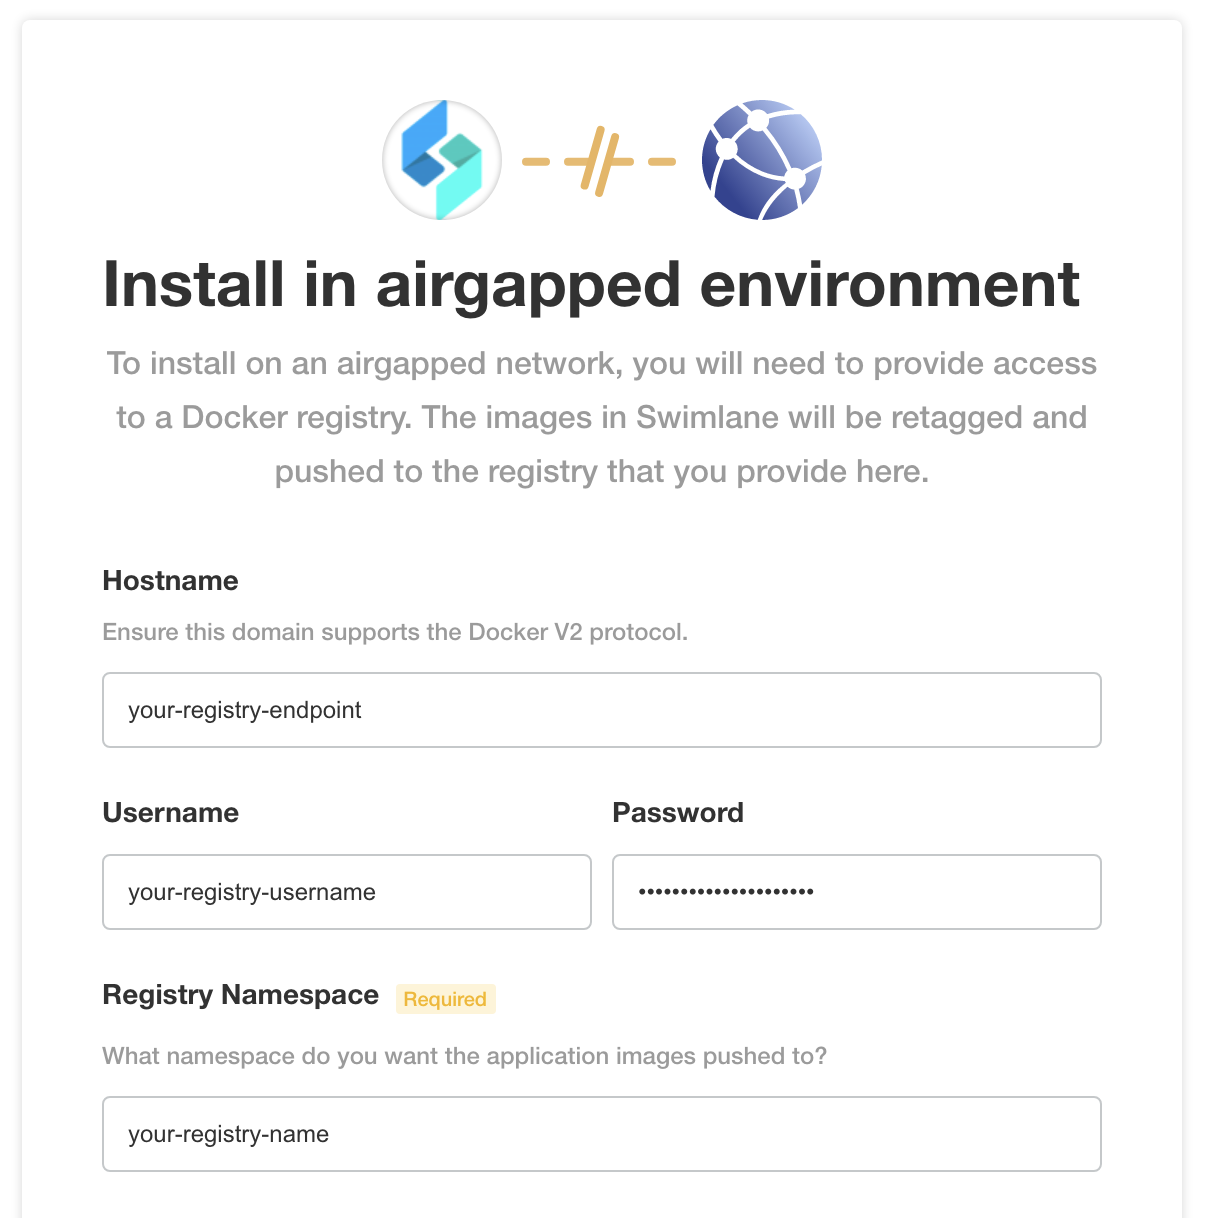 Install in airgapped environment
To install on an airgapped network, you will need to provide access
to a Docker registry. The images in Swimlane will be retagged and
pushed to the registry that you provide here.
Hostname
Ensure this domain supports the Docker V2 protocol.
your-registry-endpoint
Username
Password
your-registry-username
•••••••••••••••••••••
Registry Namespace Required
What namespace do you want the application images pushed to?
your-registry-name